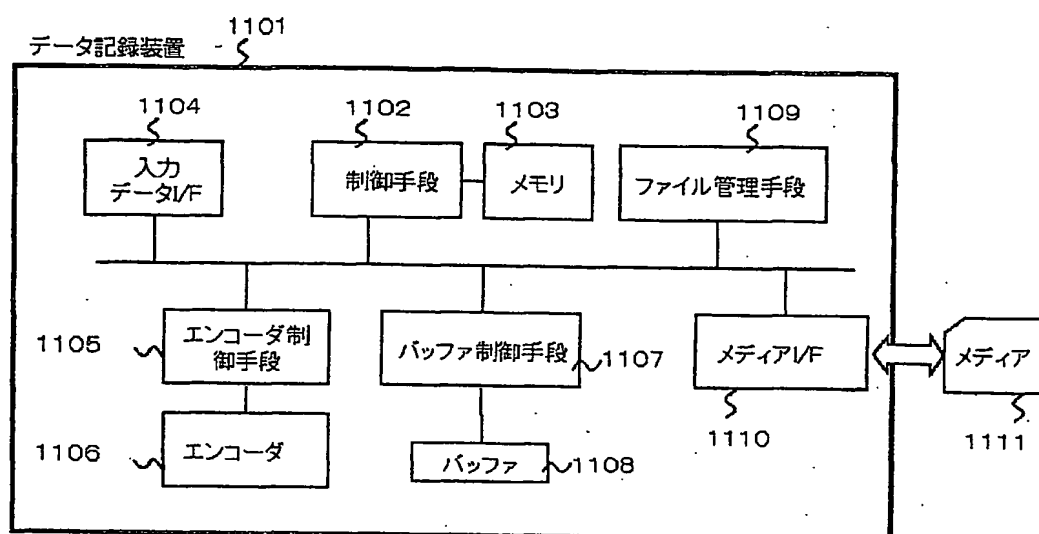 1101
データ記録装置
1104
1102
1103
1109
入力
データI/F
制御手段
メモリ
ファイル管理手段
1105
エンコーダ制
御手段
バッファ制御手段
1107
メディアI/F
メディア
1110
1111
1106
エンコーダ
バッファ
1108